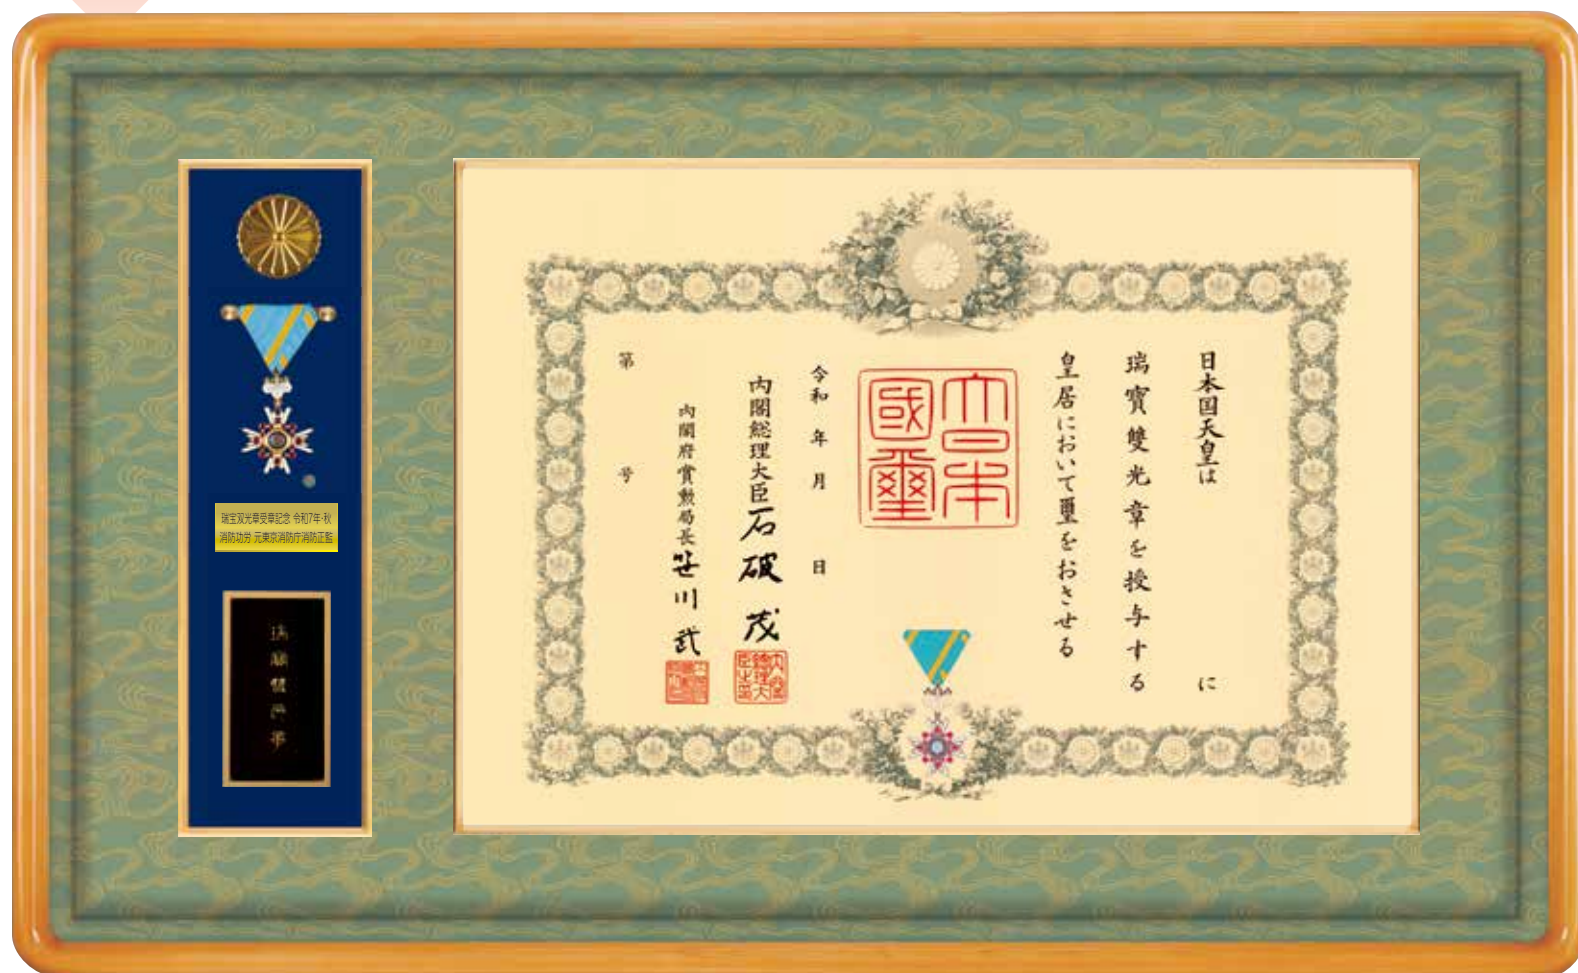 日本国天皇は に
瑞寶雙光章を授与する
皇居において璽をおさせる
大日本國璽
令和 年 月 日
内閣総理大臣 石破 茂
内閣府賞勲局長 笹川 武
第 号
瑞宝双光章受章記念 令和7年・秋
消防功労 元東京消防庁消防正監